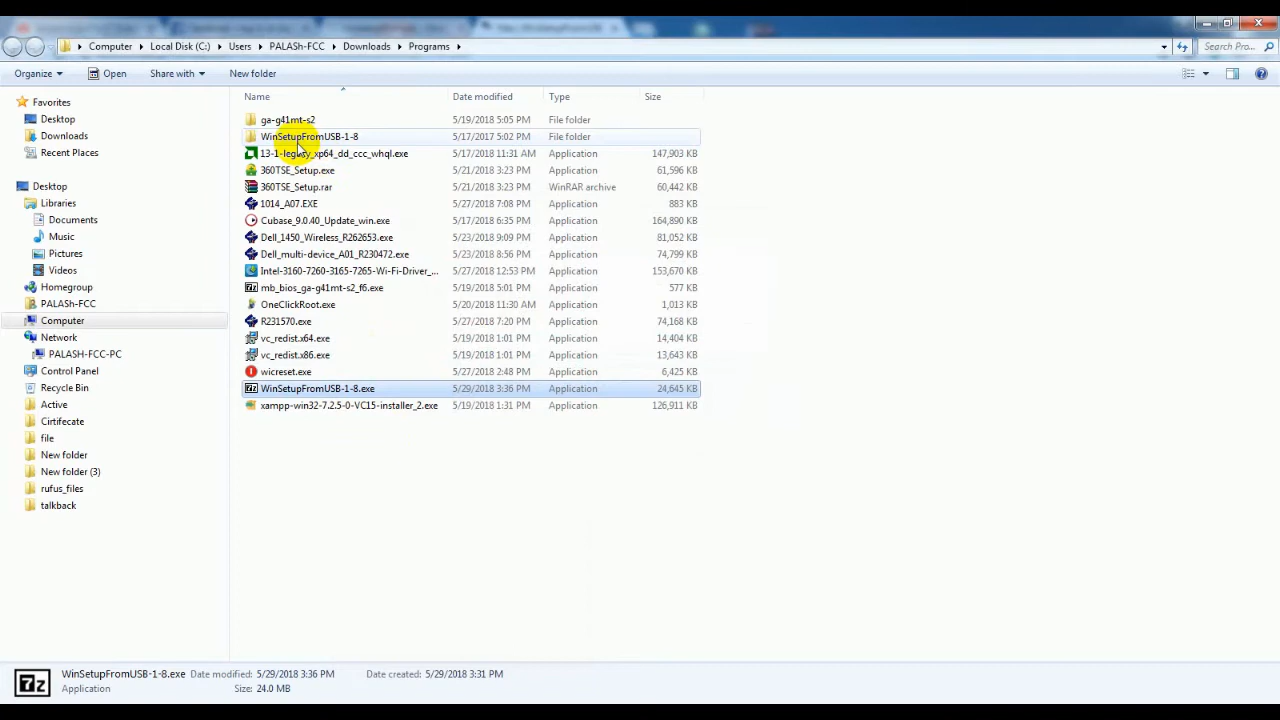 Computer Local Disk (C:) Users PALASh-FCC Downloads Programs Search Pro...
Organize Open Share with New folder
Name Date modified Type Size
Favorites
Desktop
Downloads
Recent Places
Desktop
Libraries
Documents
Music
Pictures
Videos
Homegroup
PALASh-FCC
Computer
Network
PALASH-FCC-PC
Control Panel
Recycle Bin
Active
Cirtifecate
file
New folder
New folder (3)
rufus_files
talkback
ga-g41mt-s2 5/19/2018 5:05 PM File folder
WinSetupFromUSB-1-8 5/17/2017 5:02 PM File folder
13-1-legacy_xp64_dd_ccc_whql.exe 5/17/2018 11:31 AM Application 147,903 KB
360TSE_Setup.exe 5/21/2018 3:23 PM Application 61,596 KB
360TSE_Setup.rar 5/21/2018 3:23 PM WinRAR archive 60,442 KB
1014_A07.EXE 5/27/2018 7:08 PM Application 883 KB
Cubase_9.0.40_Update_win.exe 5/17/2018 6:35 PM Application 164,890 KB
Dell_1450_Wireless_R262653.exe 5/23/2018 9:09 PM Application 81,052 KB
Dell_multi-device_A01_R230472.exe 5/23/2018 8:56 PM Application 74,799 KB
Intel-3160-7260-3165-7265-Wi-Fi-Driver_... 5/27/2018 12:53 PM Application 153,670 KB
mb_bios_ga-g41mt-s2_f6.exe 5/19/2018 5:01 PM Application 577 KB
OneClickRoot.exe 5/20/2018 11:30 AM Application 1,013 KB
R231570.exe 5/27/2018 7:20 PM Application 74,168 KB
vc_redist.x64.exe 5/19/2018 1:01 PM Application 14,404 KB
vc_redist.x86.exe 5/19/2018 1:01 PM Application 13,643 KB
wicreset.exe 5/27/2018 2:48 PM Application 6,425 KB
7z WinSetupFromUSB-1-8.exe 5/29/2018 3:36 PM Application 24,645 KB
xampp-win32-7.2.5-0-VC15-installer_2.exe 5/19/2018 1:31 PM Application 126,911 KB
7z
WinSetupFromUSB-1-8.exe Date modified: 5/29/2018 3:36 PM Date created: 5/29/2018 3:31 PM
Application Size: 24.0 MB